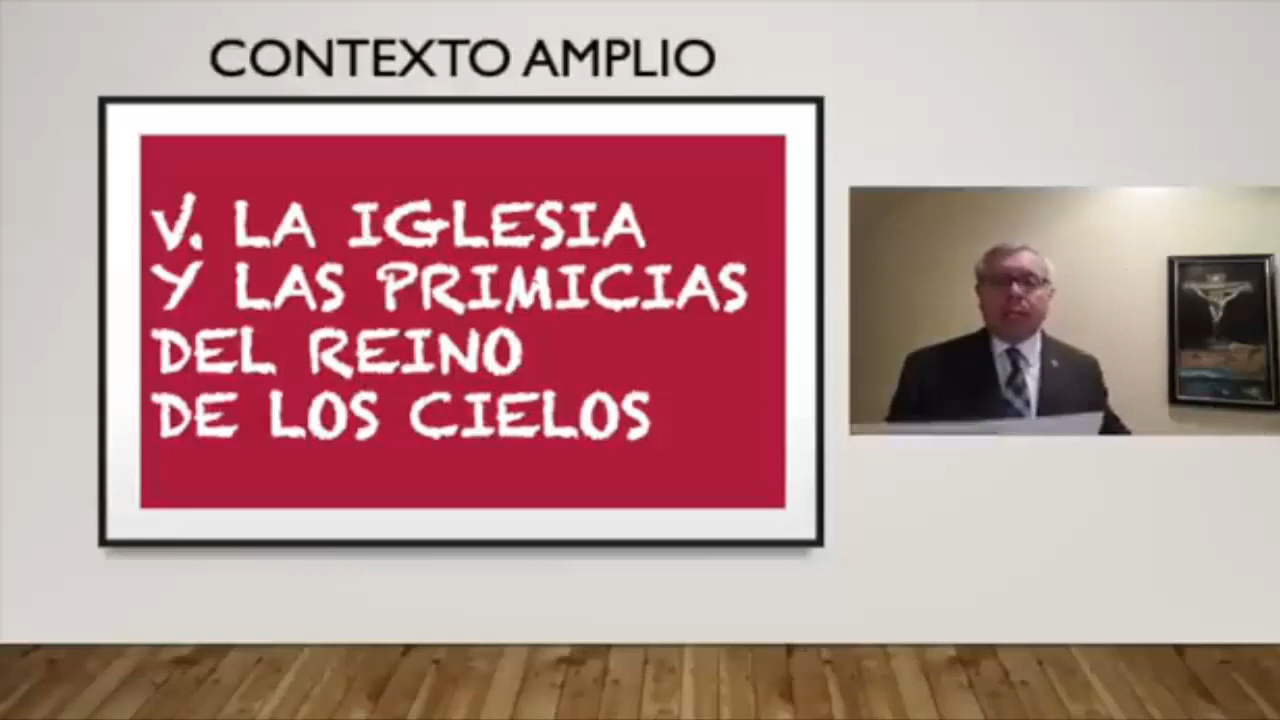 CONTEXTO AMPLIO
V. LA IGLESIA
Y LAS PRIMICIAS
DEL REINO
DE LOS CIELOS